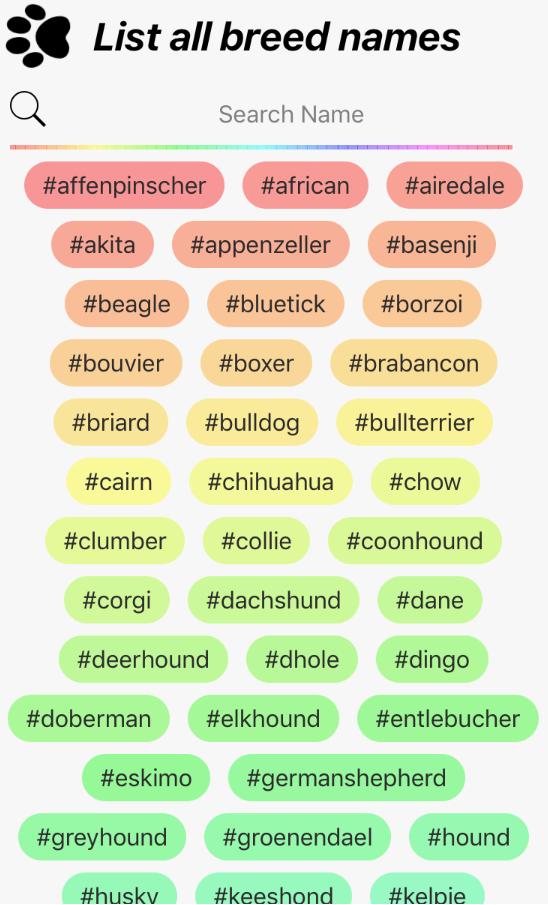 List all breed names
Search Name
#affenpinscher #african #airedale
#akita #appenzeller #basenji
#beagle #bluetick #borzoi
#bouvier #boxer #brabancon
#briard #bulldog #bullterrier
#cairn #chihuahua #chow
#clumber #collie #coonhound
#corgi #dachshund #dane
#deerhound #dhole #dingo
#doberman #elkhound #entlebucher
#eskimo #germanshepherd
#greyhound #groenendael #hound
#husky #keeshond #kelpie